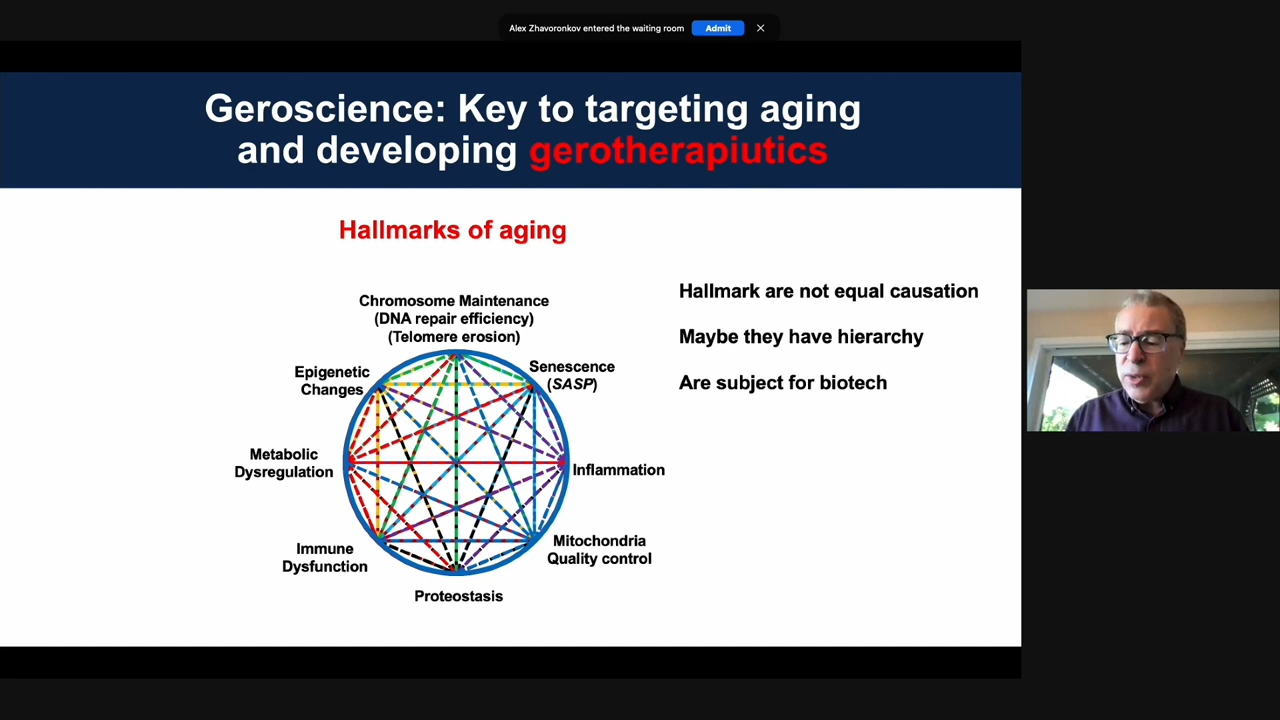 Alex Zhavoronkov entered the waiting room
Admit
Geroscience: Key to targeting aging
and developing gerotherapiutics
Hallmarks of aging
Chromosome Maintenance
(DNA repair efficiency)
(Telomere erosion)
Senescence
(SASP)
Inflammation
Mitochondria
Quality control
Proteostasis
Immune
Dysfunction
Metabolic
Dysregulation
Epigenetic
Changes
Hallmark are not equal causation
Maybe they have hierarchy
Are subject for biotech